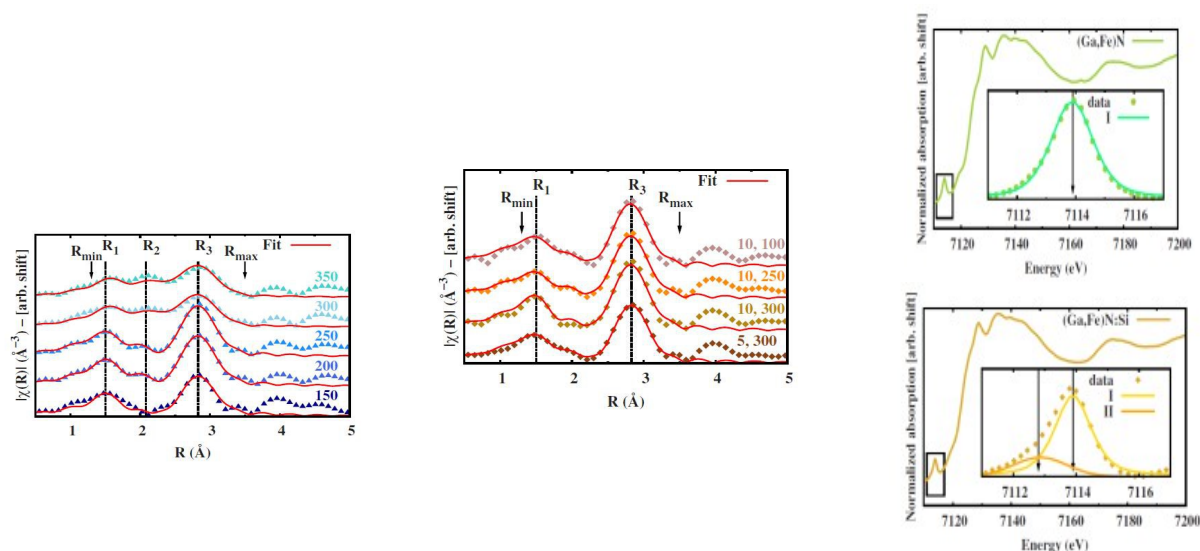 |χ(R)| (Å⁻³) – [arb. shift]
R_min R_1 R_2 R_3 R_max Fit
350
300
250
200
150
1 2 3 4 5
R (Å)
|χ(R)| (Å⁻³) – [arb. shift]
R_min R_1 R_3 R_max Fit
10, 100
10, 250
10, 300
5, 300
1 2 3 4 5
R (Å)
Normalized absorption [arb. shift]
(Ga,Fe)N
data
I
7112 7114 7116
7120 7140 7160 7180 7200
Energy (eV)
Normalized absorption [arb. shift]
(Ga,Fe)N:Si
data
I
II
7112 7114 7116
7120 7140 7160 7180 7200
Energy (eV)